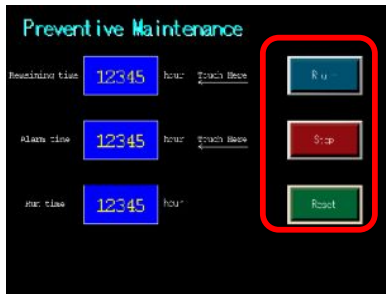 Preventive Maintenance
Remaining time 12345 hour Touch Here Run
Alarm time 12345 hour Touch Here Stop
Run time 12345 hour Reset